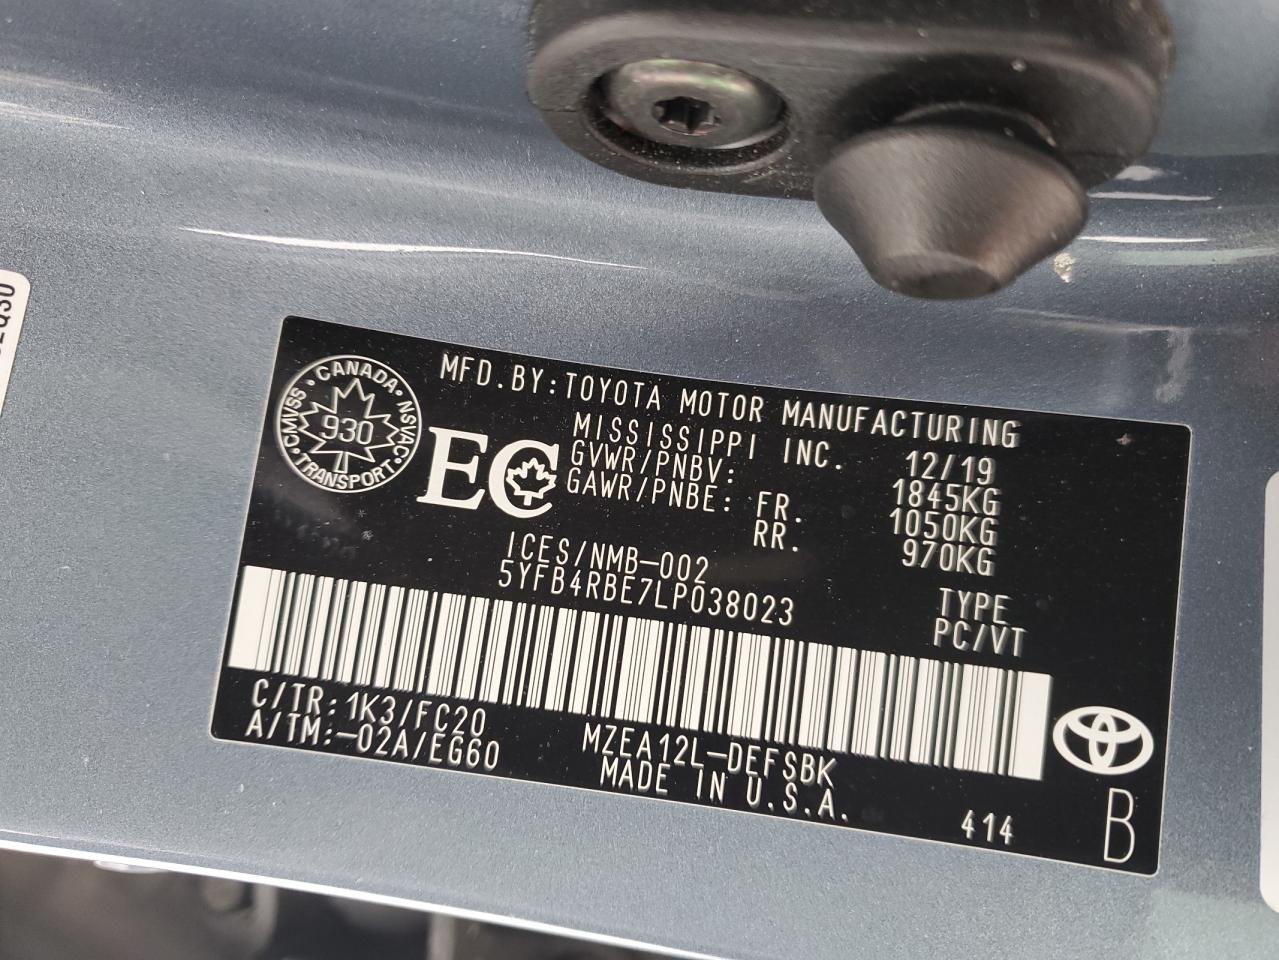 CANADA · NSVAC · TRANSPORT · CMVSS ·
930
EC
MFD.BY:TOYOTA MOTOR MANUFACTURING
MISSISSIPPI INC. 12/19
GVWR/PNBV: 1845KG
GAWR/PNBE: FR. 1050KG
RR. 970KG
ICES/NMB-002
5YFB4RBE7LP038023
TYPE
PC/VT
C/TR:1K3/FC20
A/TM:-02A/EG60
MZEA12L-DEFSBK
MADE IN U.S.A.
414
B